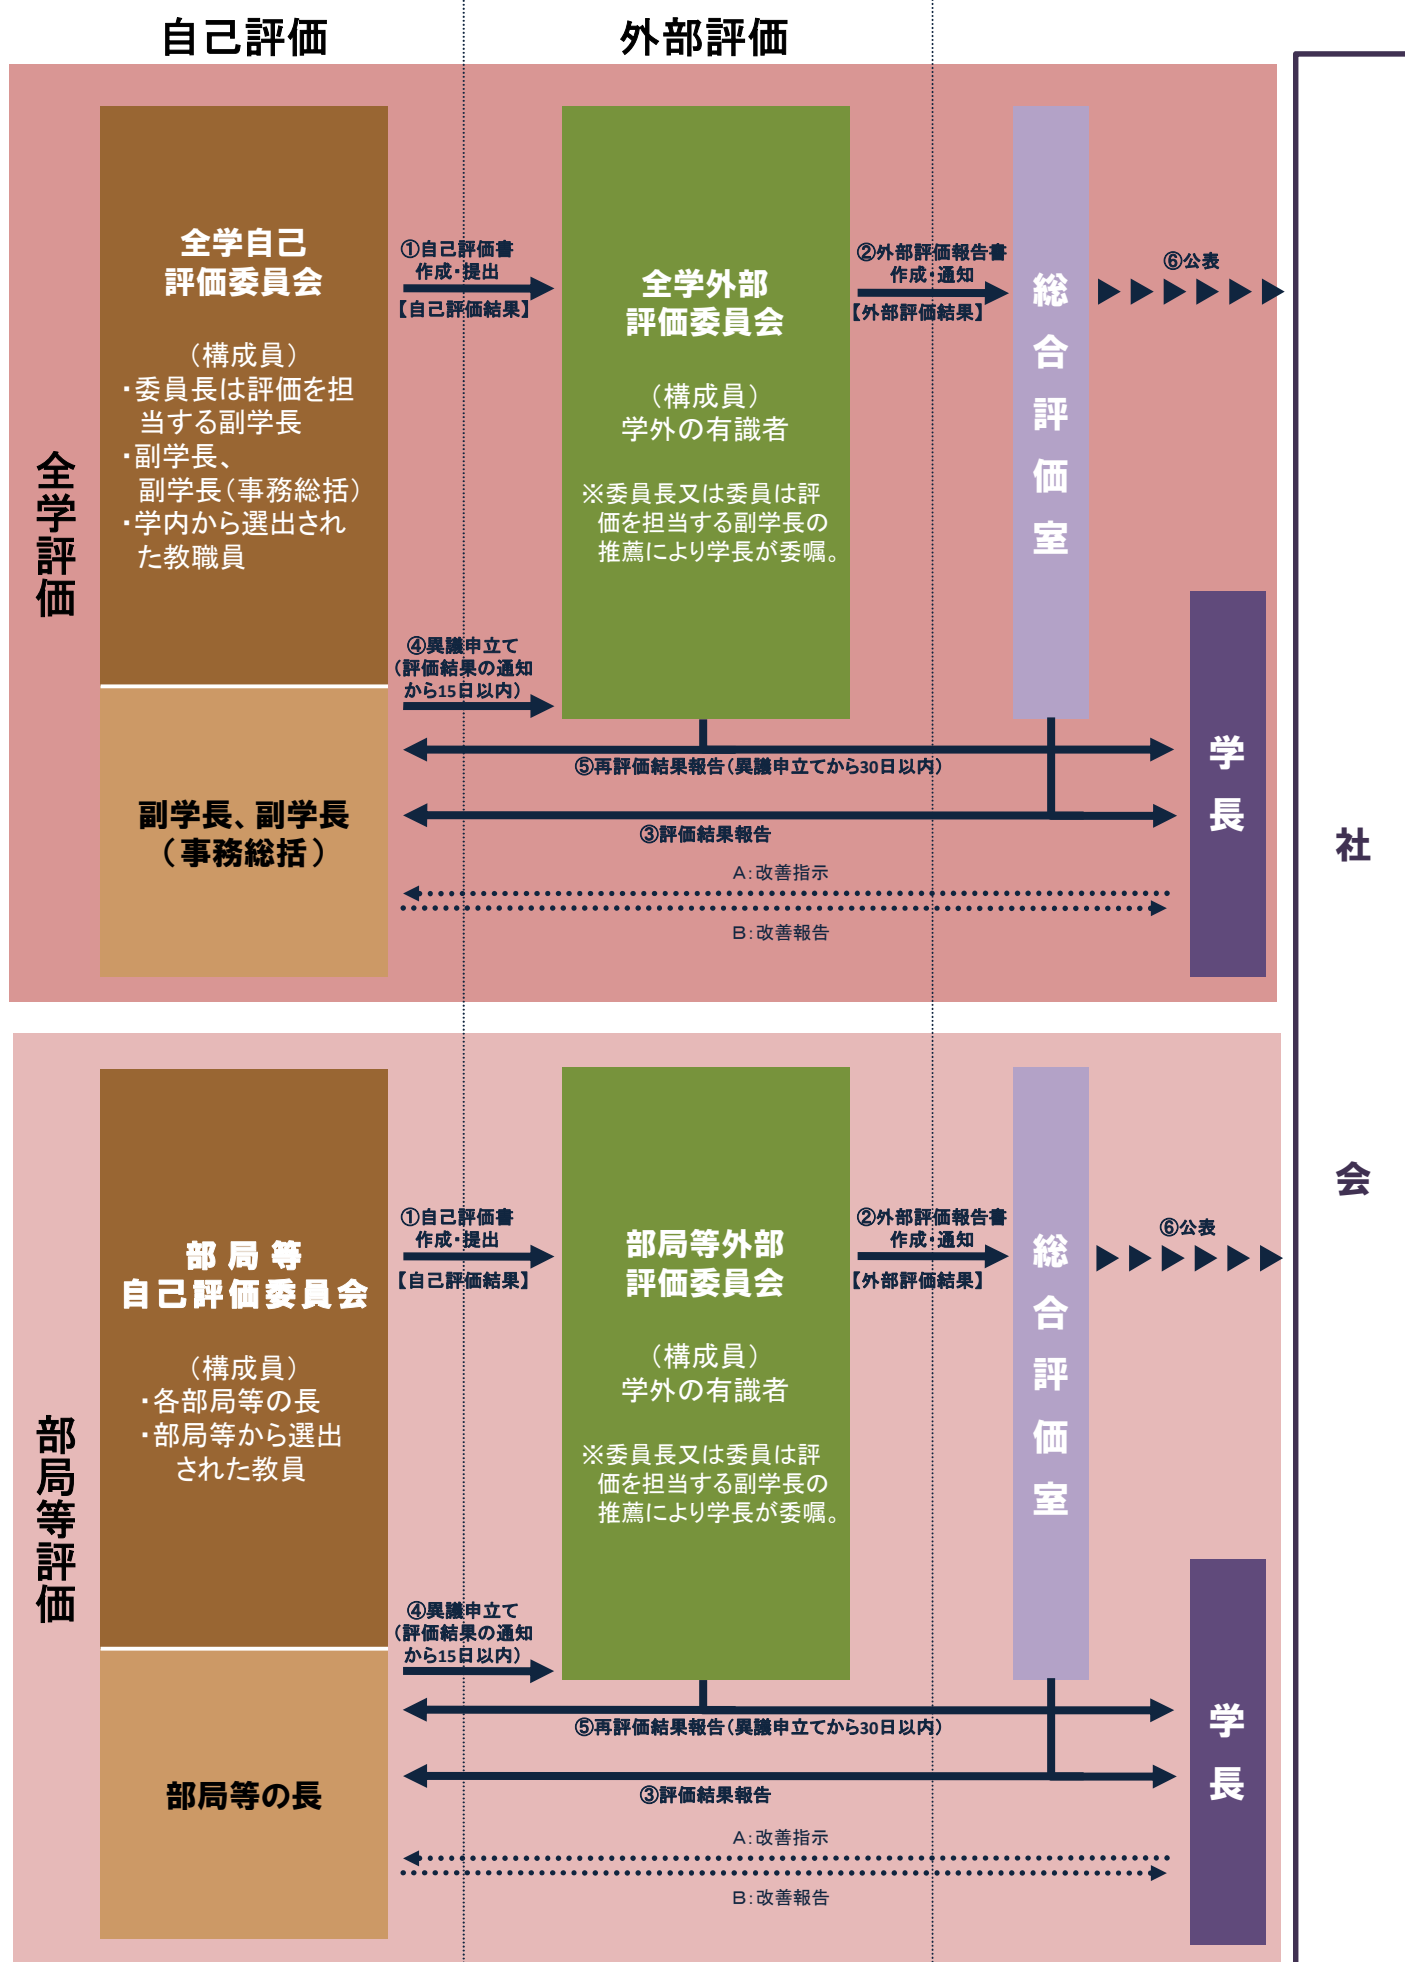 自己評価
外部評価
全学評価
全学自己
評価委員会
（構成員）
・委員長は評価を担
当する副学長
・副学長、
副学長（事務総括）
・学内から選出され
た教職員
①自己評価書
作成・提出
【自己評価結果】
全学外部
評価委員会
（構成員）
学外の有識者
※委員長又は委員は評
価を担当する副学長の
推薦により学長が委嘱。
②外部評価報告書
作成・通知
【外部評価結果】
総合評価室
⑥公表
④異議申立て
（評価結果の通知
から15日以内）
⑤再評価結果報告（異議申立てから30日以内）
③評価結果報告
副学長、副学長
（事務総括）
A：改善指示
B：改善報告
学長
社会
部局等評価
部局等
自己評価委員会
（構成員）
・各部局等の長
・部局等から選出
された教員
①自己評価書
作成・提出
【自己評価結果】
部局等外部
評価委員会
（構成員）
学外の有識者
※委員長又は委員は評
価を担当する副学長の
推薦により学長が委嘱。
②外部評価報告書
作成・通知
【外部評価結果】
総合評価室
⑥公表
④異議申立て
（評価結果の通知
から15日以内）
⑤再評価結果報告（異議申立てから30日以内）
③評価結果報告
部局等の長
A：改善指示
B：改善報告
学長